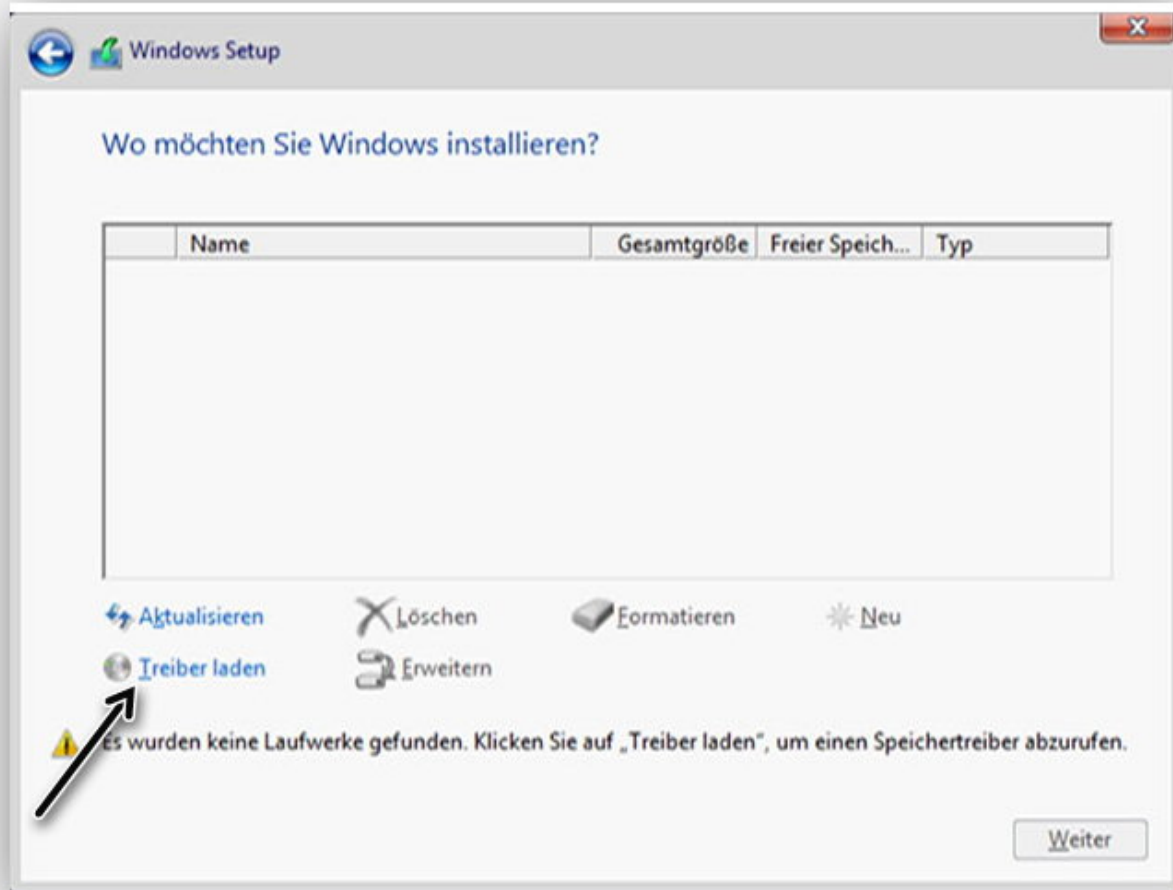 Windows Setup
Wo möchten Sie Windows installieren?
Name Gesamtgröße Freier Speich... Typ
Aktualisieren Löschen Formatieren Neu
Treiber laden Erweitern
Es wurden keine Laufwerke gefunden. Klicken Sie auf „Treiber laden", um einen Speichertreiber abzurufen.
Weiter